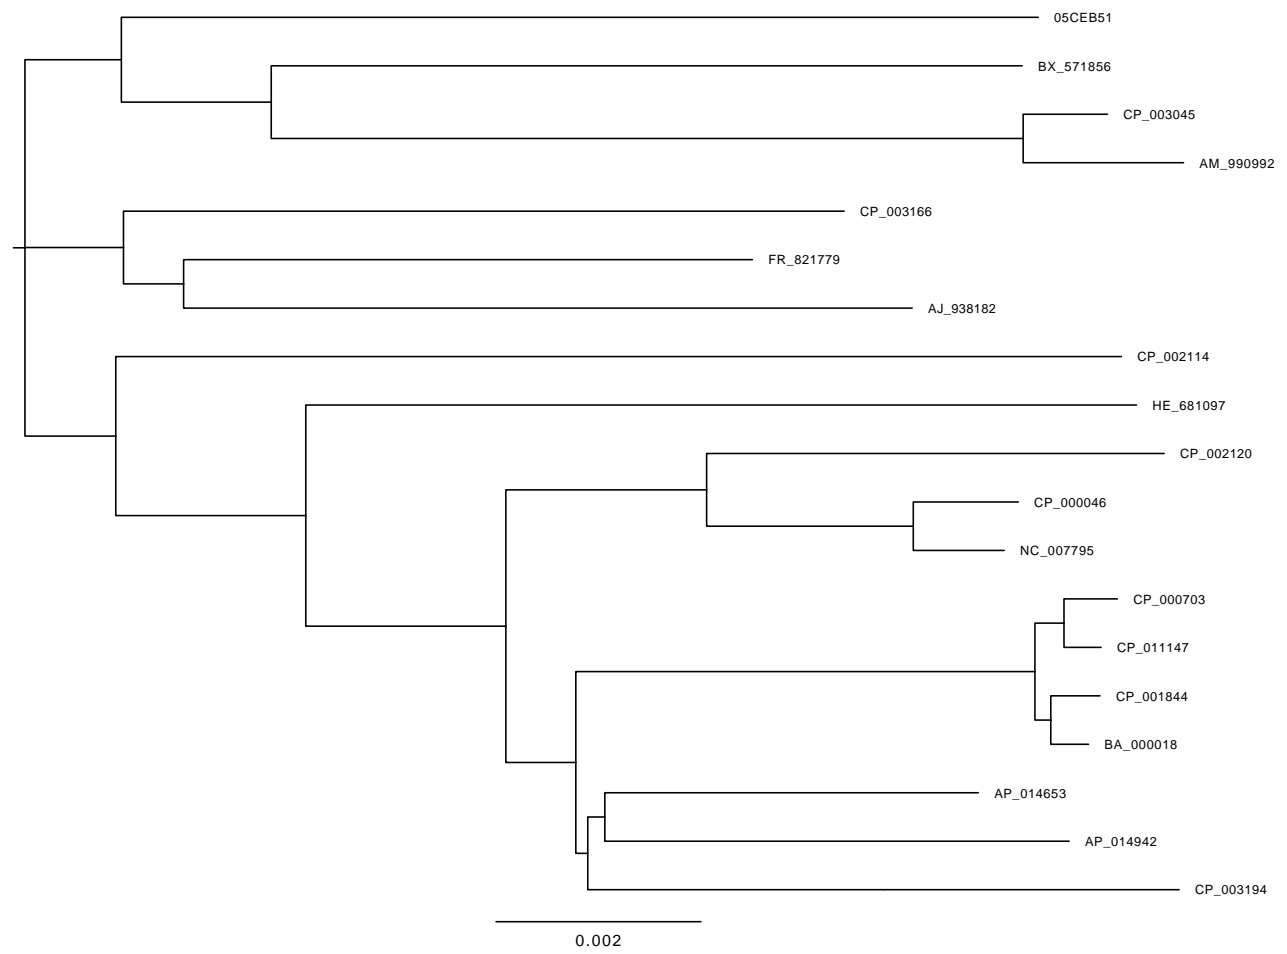 05CEB51
BX_571856
CP_003045
AM_990992
CP_003166
FR_821779
AJ_938182
CP_002114
HE_681097
CP_002120
CP_000046
NC_007795
CP_000703
CP_011147
CP_001844
BA_000018
AP_014653
AP_014942
CP_003194
0.002